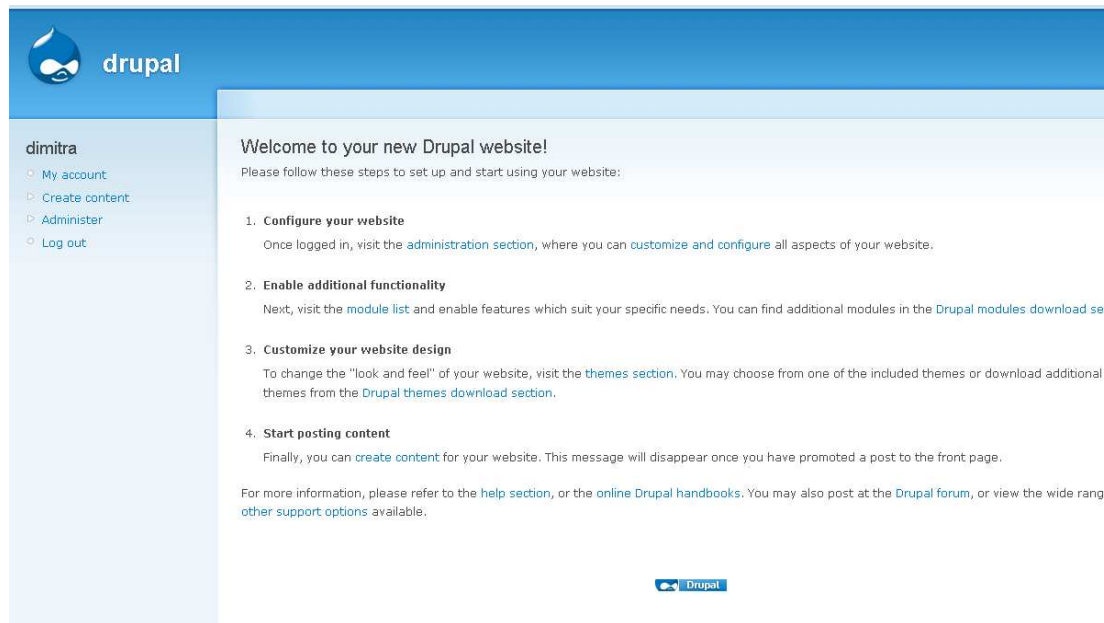 drupal
dimitra
My account
Create content
Administer
Log out
Welcome to your new Drupal website!
Please follow these steps to set up and start using your website:
1. Configure your website
Once logged in, visit the administration section, where you can customize and configure all aspects of your website.
2. Enable additional functionality
Next, visit the module list and enable features which suit your specific needs. You can find additional modules in the Drupal modules download se
3. Customize your website design
To change the "look and feel" of your website, visit the themes section. You may choose from one of the included themes or download additional
themes from the Drupal themes download section.
4. Start posting content
Finally, you can create content for your website. This message will disappear once you have promoted a post to the front page.
For more information, please refer to the help section, or the online Drupal handbooks. You may also post at the Drupal forum, or view the wide rang
other support options available.
Drupal